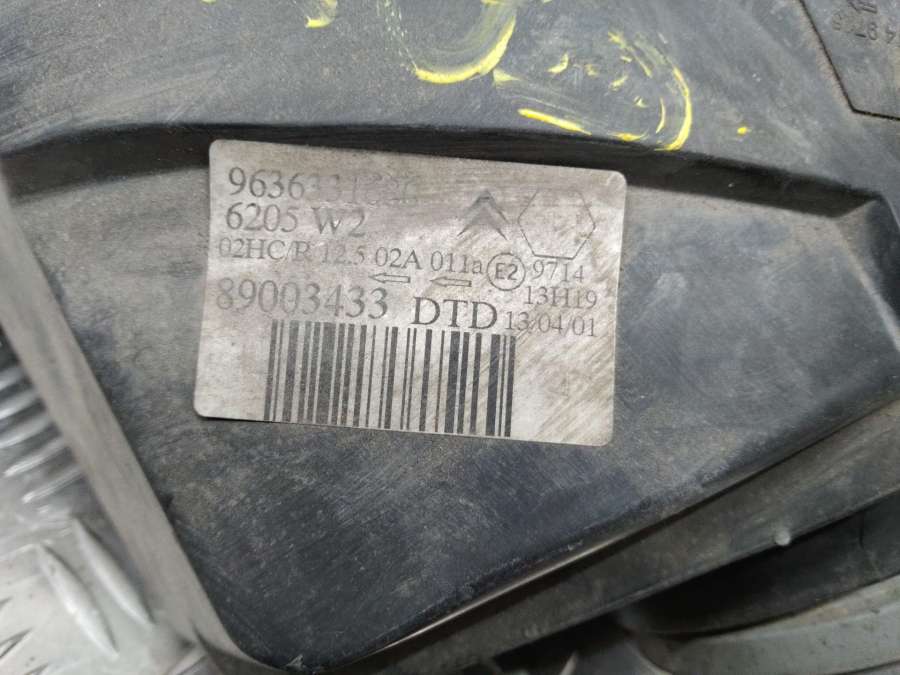 6205 W2
02HC/R 12.5 02A 011a E2 9714
13H19
89003433 DTD 13/04/01